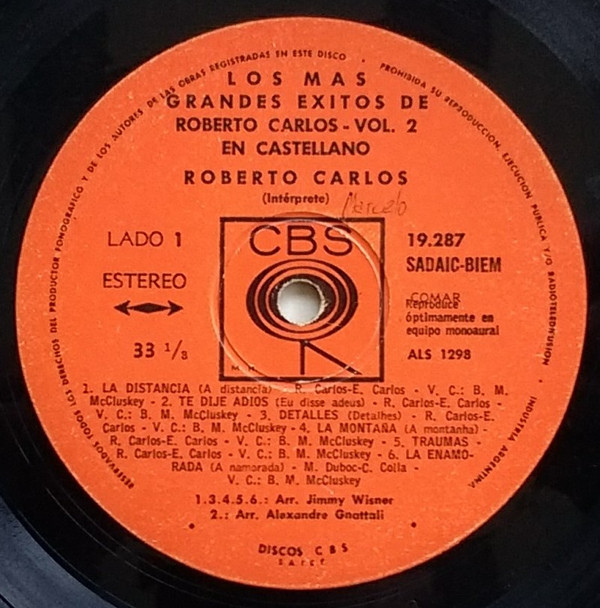 RESERVADOS TODOS LOS DERECHOS DEL PRODUCTOR FONOGRAFICO Y DE LOS AUTORES DE LAS OBRAS REGISTRADAS EN ESTE DISCO • PROHIBIDA SU REPRODUCCION, EJECUCION PUBLICA Y/O RADIOTELEDIFUSION • INDUSTRIA ARGENTINA
LOS MAS
GRANDES EXITOS DE
ROBERTO CARLOS - VOL. 2
EN CASTELLANO
ROBERTO CARLOS
(Intérprete)
Marcelo
LADO 1
CBS
19.287
ESTEREO
SADAIC-BIEM
COMAR
Reproduce
óptimamente en
equipo monoaural
33 1/3
ALS 1298
M. R.
1. LA DISTANCIA (A distancia) - R. Carlos-E. Carlos - V. C.: B. M.
McCluskey - 2. TE DIJE ADIOS (Eu disse adeus) - R. Carlos-E. Carlos -
V. C.: B. M. McCluskey - 3. DETALLES (Detalhes) - R. Carlos-E.
Carlos - V. C.: B. M. McCluskey - 4. LA MONTAÑA (A montanha) -
R. Carlos-E. Carlos - V. C.: B. M. McCluskey - 5. TRAUMAS -
R. Carlos-E. Carlos - V. C.: B. M. McCluskey - 6. LA ENAMO-
RADA (A namorada) - M. Duboc-C. Colla -
V. C.: B. M. McCluskey
1.3.4.5.6.: Arr. Jimmy Wisner
2.: Arr. Alexandre Gnattali
DISCOS CBS
S.A.I.C.F.